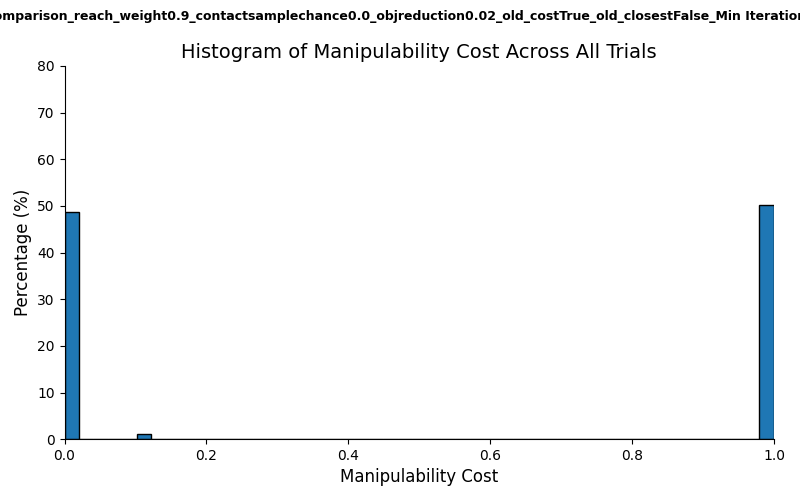 omparison_reach_weight0.9_contactsamplechance0.0_objreduction0.02_old_costTrue_old_closestFalse_Min Iteration
Histogram of Manipulability Cost Across All Trials
80
70
60
50
40
30
20
10
0
Percentage (%)
0.0 0.2 0.4 0.6 0.8 1.0
Manipulability Cost